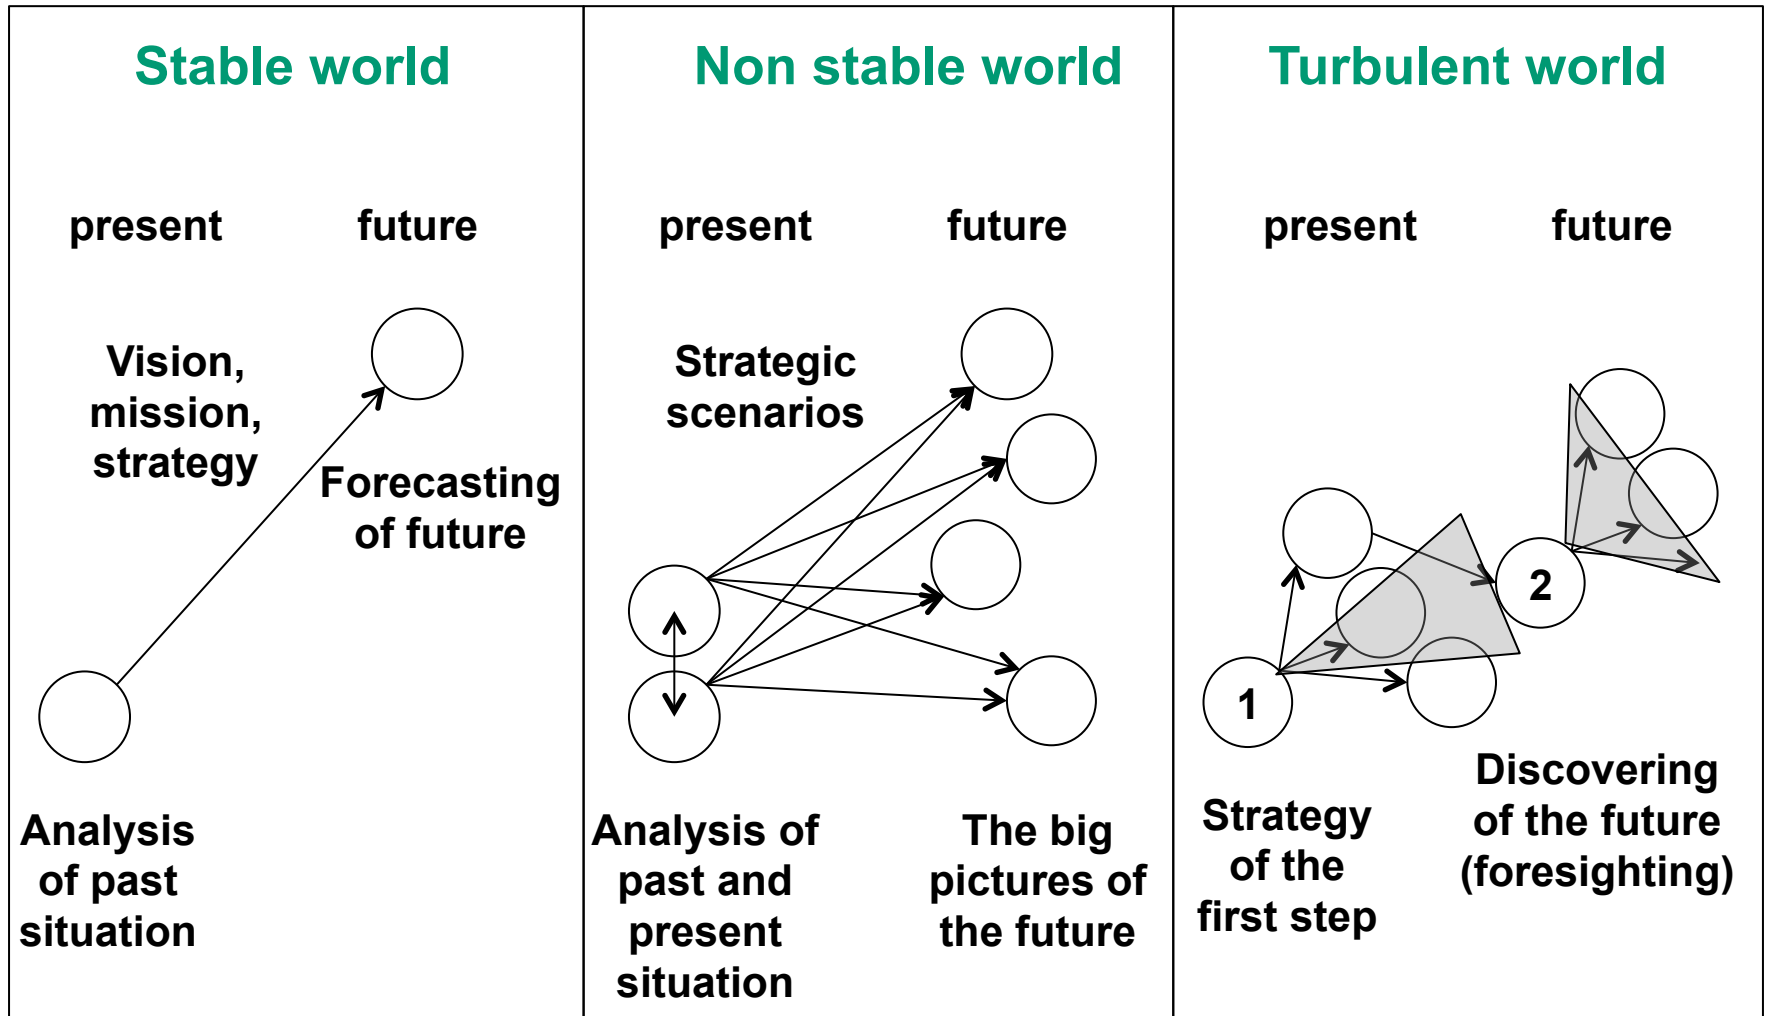 Stable world
present
future
Vision,
mission,
strategy
Forecasting
of future
Analysis
of past
situation
Non stable world
present
future
Strategic
scenarios
Analysis of
past and
present
situation
The big
pictures of
the future
Turbulent world
present
future
1
2
Strategy
of the
first step
Discovering
of the future
(foresighting)